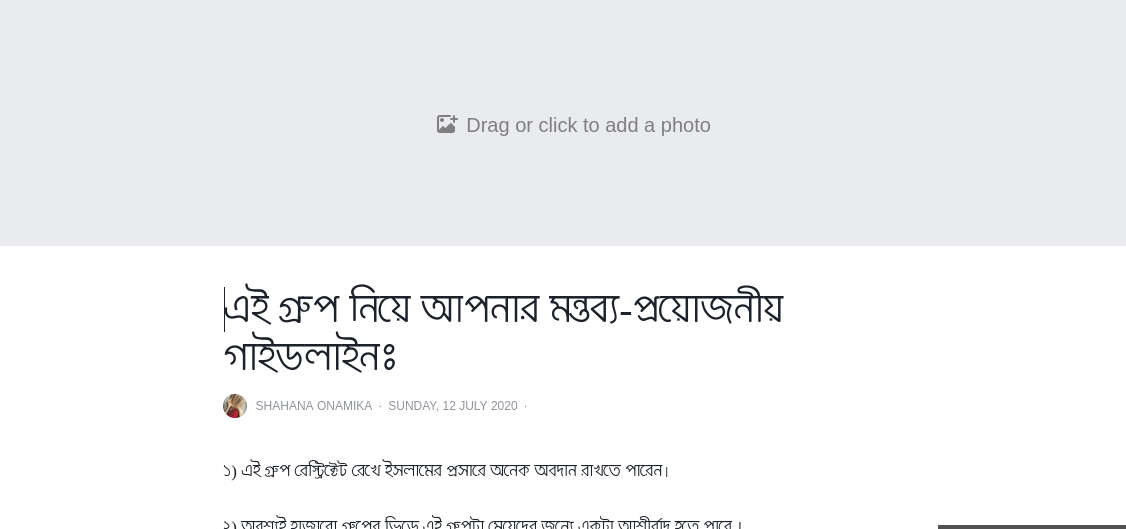 Drag or click to add a photo
এই গ্রুপ নিয়ে আপনার মন্তব্য-প্রয়োজনীয়
গাইডলাইনঃ
SHAHANA ONAMIKA · SUNDAY, 12 JULY 2020 ·
১) এই গ্রুপ রেস্ট্রিক্টেট রেখে ইসলামের প্রসারে অনেক অবদান রাখতে পারেন।
২) অবশ্যই হাজারো গ্রুপের ভিড়ে এই গ্রুপটা মেয়েদের জন্যে একটা আশীর্বাদ হতে পারে ।